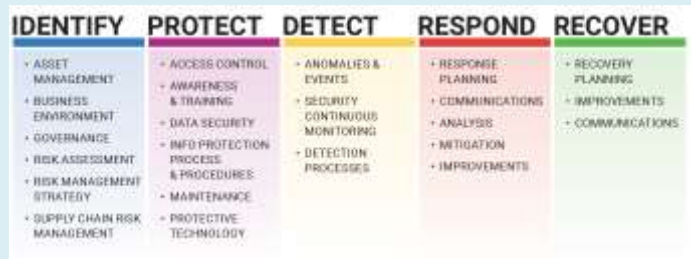 IDENTIFY
ASSET
MANAGEMENT
BUSINESS
ENVIRONMENT
GOVERNANCE
RISK ASSESSMENT
RISK MANAGEMENT
STRATEGY
SUPPLY CHAIN RISK
MANAGEMENT
PROTECT
ACCESS CONTROL
AWARENESS
& TRAINING
DATA SECURITY
INFO PROTECTION
PROCESS
& PROCEDURES
MAINTENANCE
PROTECTIVE
TECHNOLOGY
DETECT
ANOMALIES &
EVENTS
SECURITY
CONTINUOUS
MONITORING
DETECTION
PROCESSES
RESPOND
RESPONSE
PLANNING
COMMUNICATIONS
ANALYSIS
MITIGATION
IMPROVEMENTS
RECOVER
RECOVERY
PLANNING
IMPROVEMENTS
COMMUNICATIONS